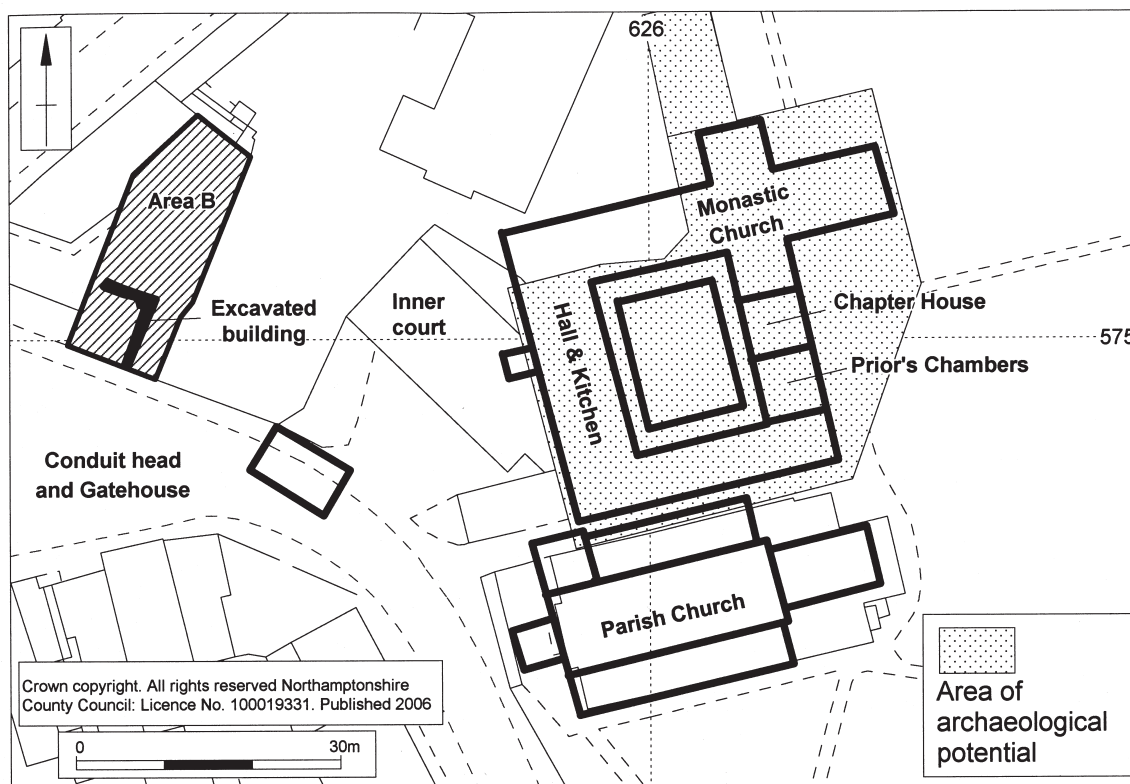 626
Area B
Monastic
Church
Excavated
building
Inner
court
Hall & Kitchen
Chapter House
575
Prior's Chambers
Conduit head
and Gatehouse
Parish Church
Crown copyright. All rights reserved Northamptonshire
County Council: Licence No. 100019331. Published 2006
0
30m
Area of
archaeological
potential